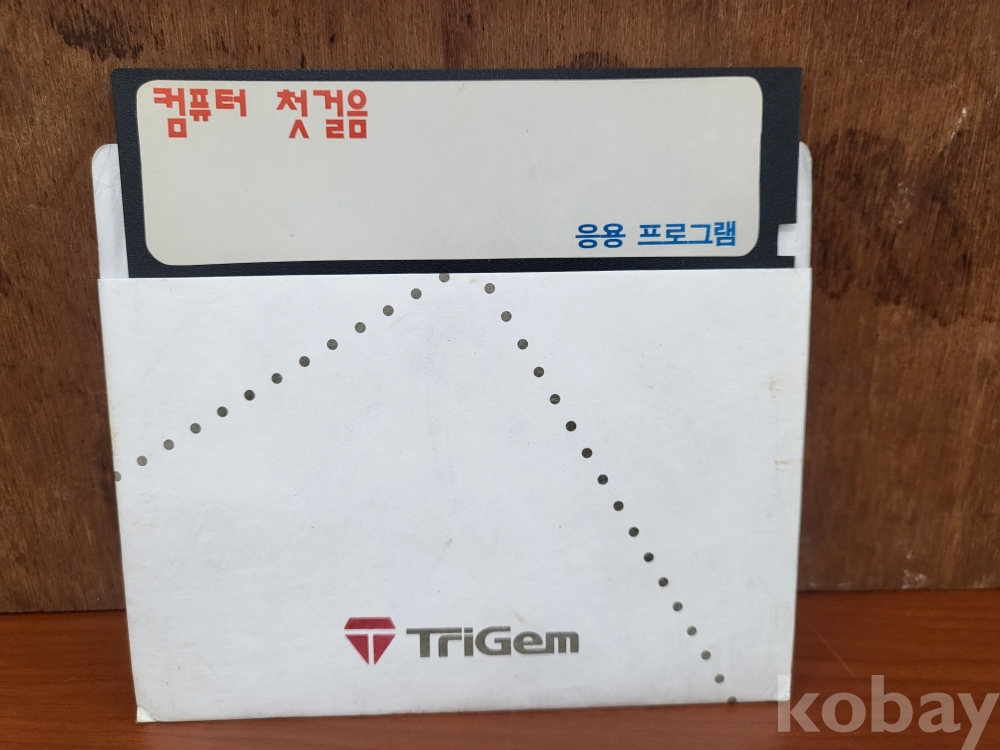 컴퓨터 첫걸음
응용 프로그램
TriGem
kobay